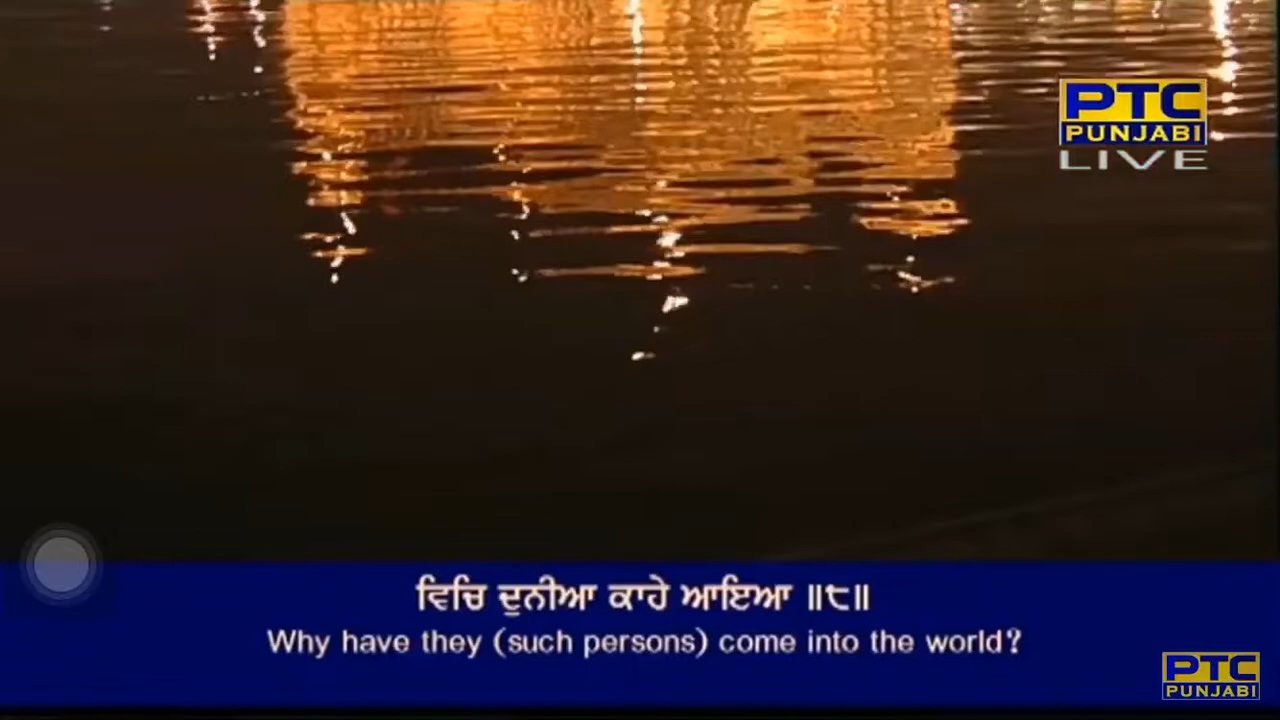 PTC
PUNJABI
LIVE
ਵਿਚਿ ਦੁਨੀਆ ਕਾਹੇ ਆਇਆ ॥੮॥
Why have they (such persons) come into the world?
PTC
PUNJABI